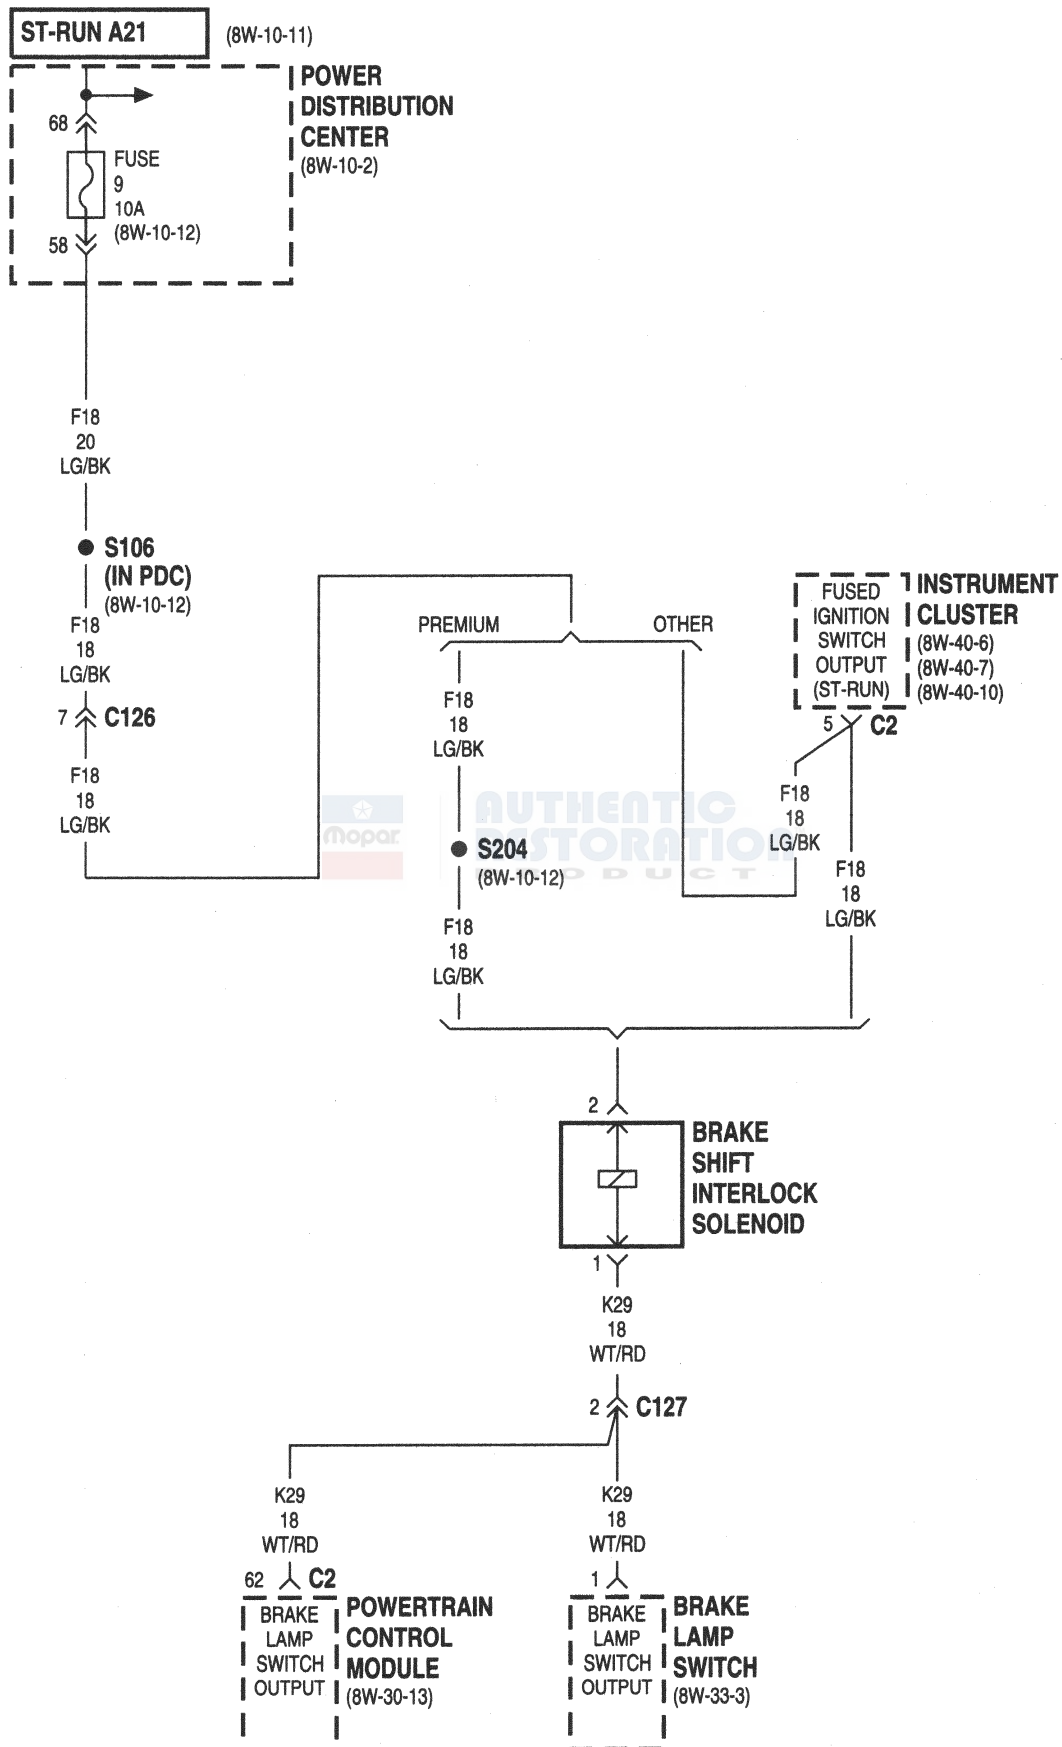 ST-RUN A21
(8W-10-11)
POWER
DISTRIBUTION
CENTER
(8W-10-2)
68
FUSE
9
10A
(8W-10-12)
58
F18
20
LG/BK
S106
(IN PDC)
(8W-10-12)
F18
18
LG/BK
7
C126
F18
18
LG/BK
PREMIUM
OTHER
F18
18
LG/BK
S204
(8W-10-12)
F18
18
LG/BK
FUSED
IGNITION
SWITCH
OUTPUT
(ST-RUN)
INSTRUMENT
CLUSTER
(8W-40-6)
(8W-40-7)
(8W-40-10)
5
C2
F18
18
LG/BK
F18
18
LG/BK
Mopar
AUTHENTIC
RESTORATION
PRODUCT
2
BRAKE
SHIFT
INTERLOCK
SOLENOID
1
K29
18
WT/RD
2
C127
K29
18
WT/RD
62
C2
BRAKE
LAMP
SWITCH
OUTPUT
POWERTRAIN
CONTROL
MODULE
(8W-30-13)
K29
18
WT/RD
1
BRAKE
LAMP
SWITCH
OUTPUT
BRAKE
LAMP
SWITCH
(8W-33-3)